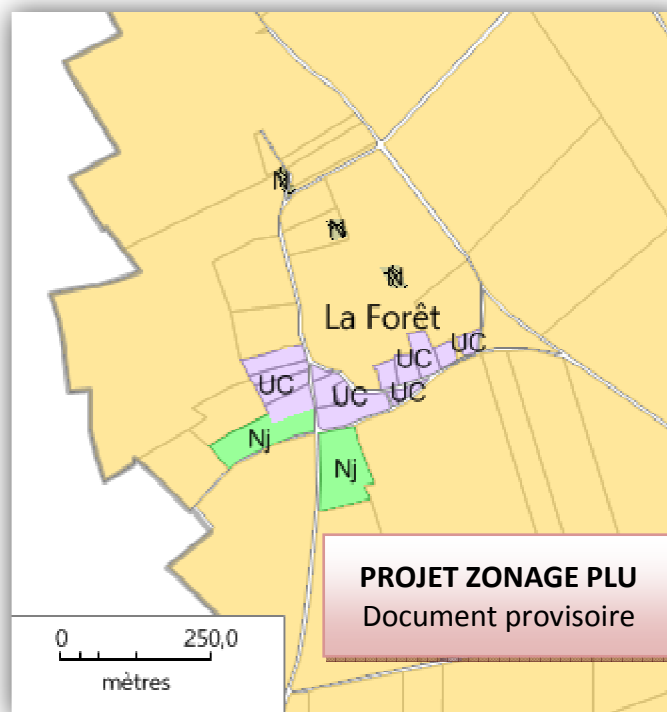 N
N
N
La Forêt
UC
UC
UC
UC
UC
Nj
Nj
PROJET ZONAGE PLU
Document provisoire
0 250,0
mètres